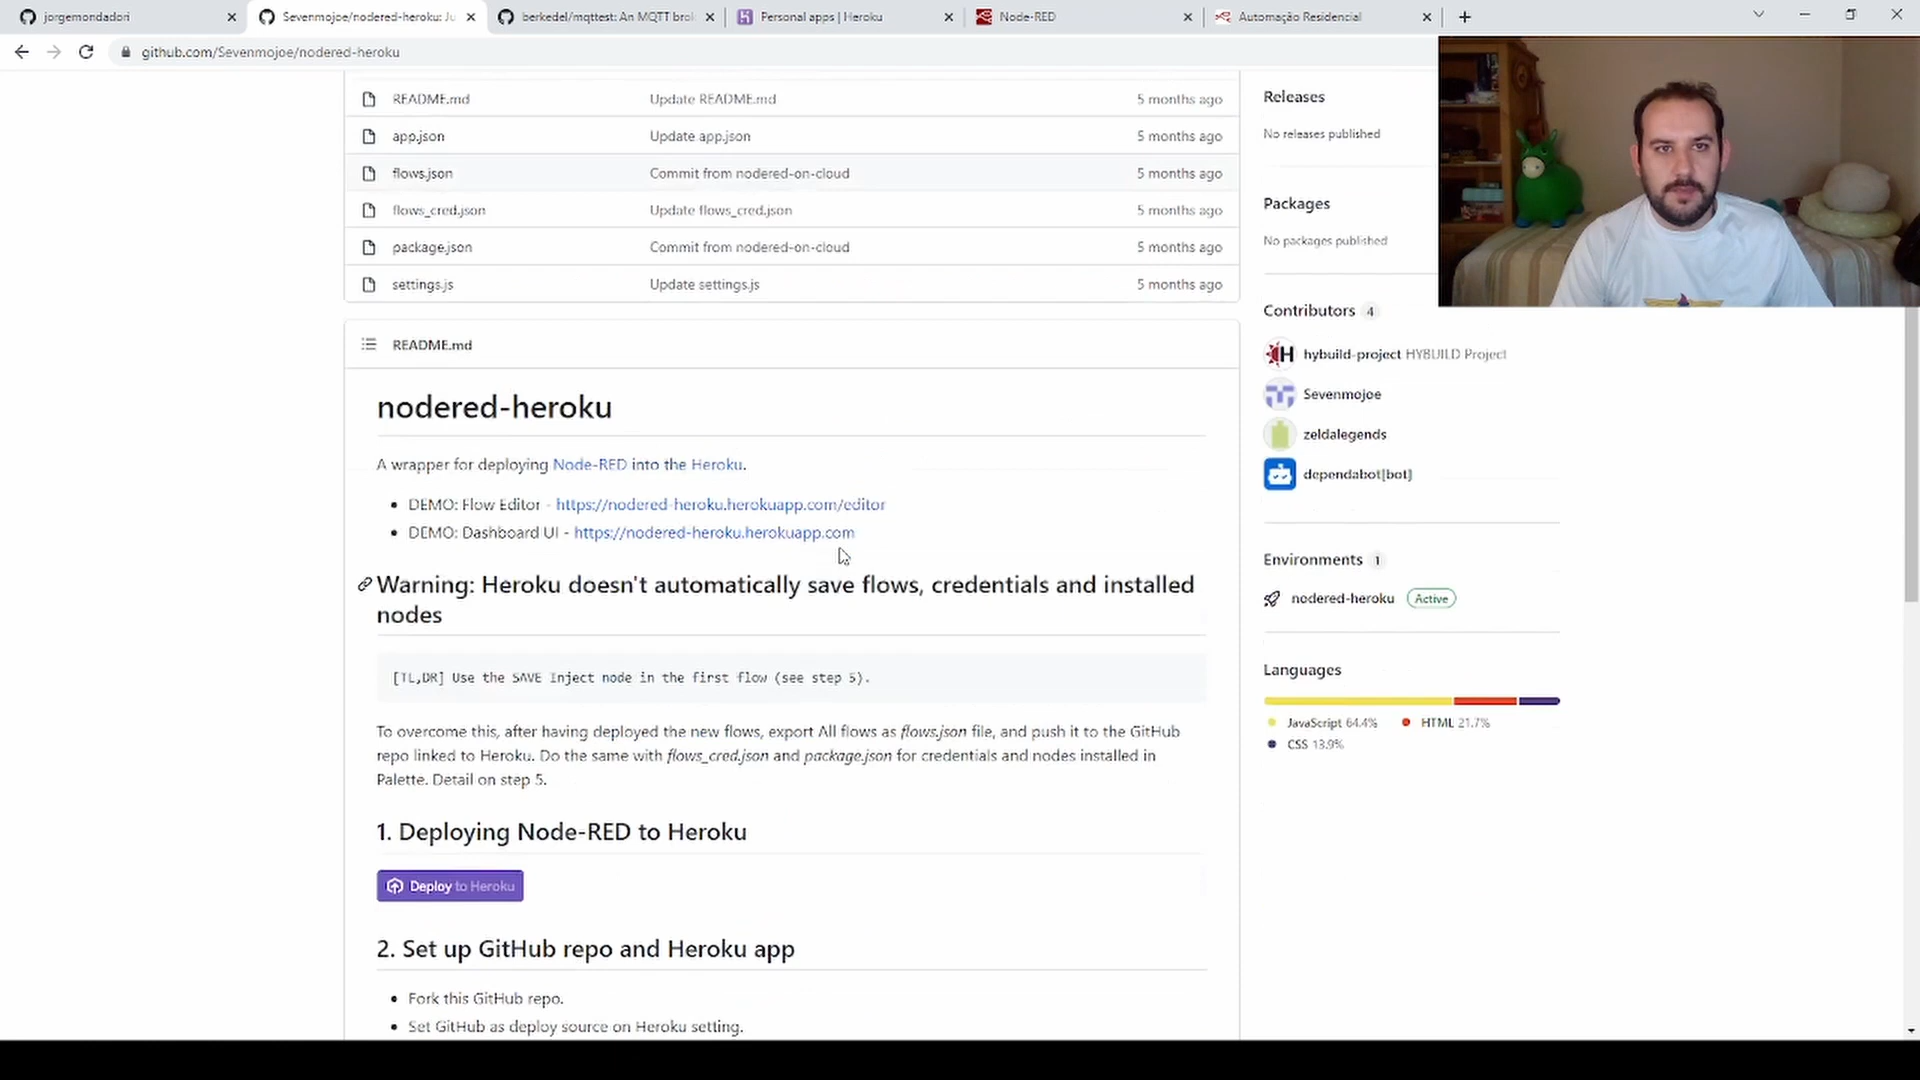 jorgemondadori
Sevenmojoe/nodered-heroku: Ju
berkedel/mqttest: An MQTT brok
Personal apps | Heroku
Node-RED
Automação Residencial
github.com/Sevenmojoe/nodered-heroku
README.md Update README.md 5 months ago
app.json Update app.json 5 months ago
flows.json Commit from nodered-on-cloud 5 months ago
flows_cred.json Update flows_cred.json 5 months ago
package.json Commit from nodered-on-cloud 5 months ago
settings.js Update settings.js 5 months ago
README.md
nodered-heroku
A wrapper for deploying Node-RED into the Heroku.
• DEMO: Flow Editor - https://nodered-heroku.herokuapp.com/editor
• DEMO: Dashboard UI - https://nodered-heroku.herokuapp.com
Warning: Heroku doesn't automatically save flows, credentials and installed
nodes
[TL,DR] Use the SAVE Inject node in the first flow (see step 5).
To overcome this, after having deployed the new flows, export All flows as flows.json file, and push it to the GitHub
repo linked to Heroku. Do the same with flows_cred.json and package.json for credentials and nodes installed in
Palette. Detail on step 5.
1. Deploying Node-RED to Heroku
Deploy to Heroku
2. Set up GitHub repo and Heroku app
• Fork this GitHub repo.
• Set GitHub as deploy source on Heroku setting.
Releases
No releases published
Packages
No packages published
Contributors 4
hybuild-project HYBUILD Project
Sevenmojoe
zeldalegends
dependabot[bot]
Environments 1
nodered-heroku Active
Languages
JavaScript 64.4% HTML 21.7%
CSS 13.9%